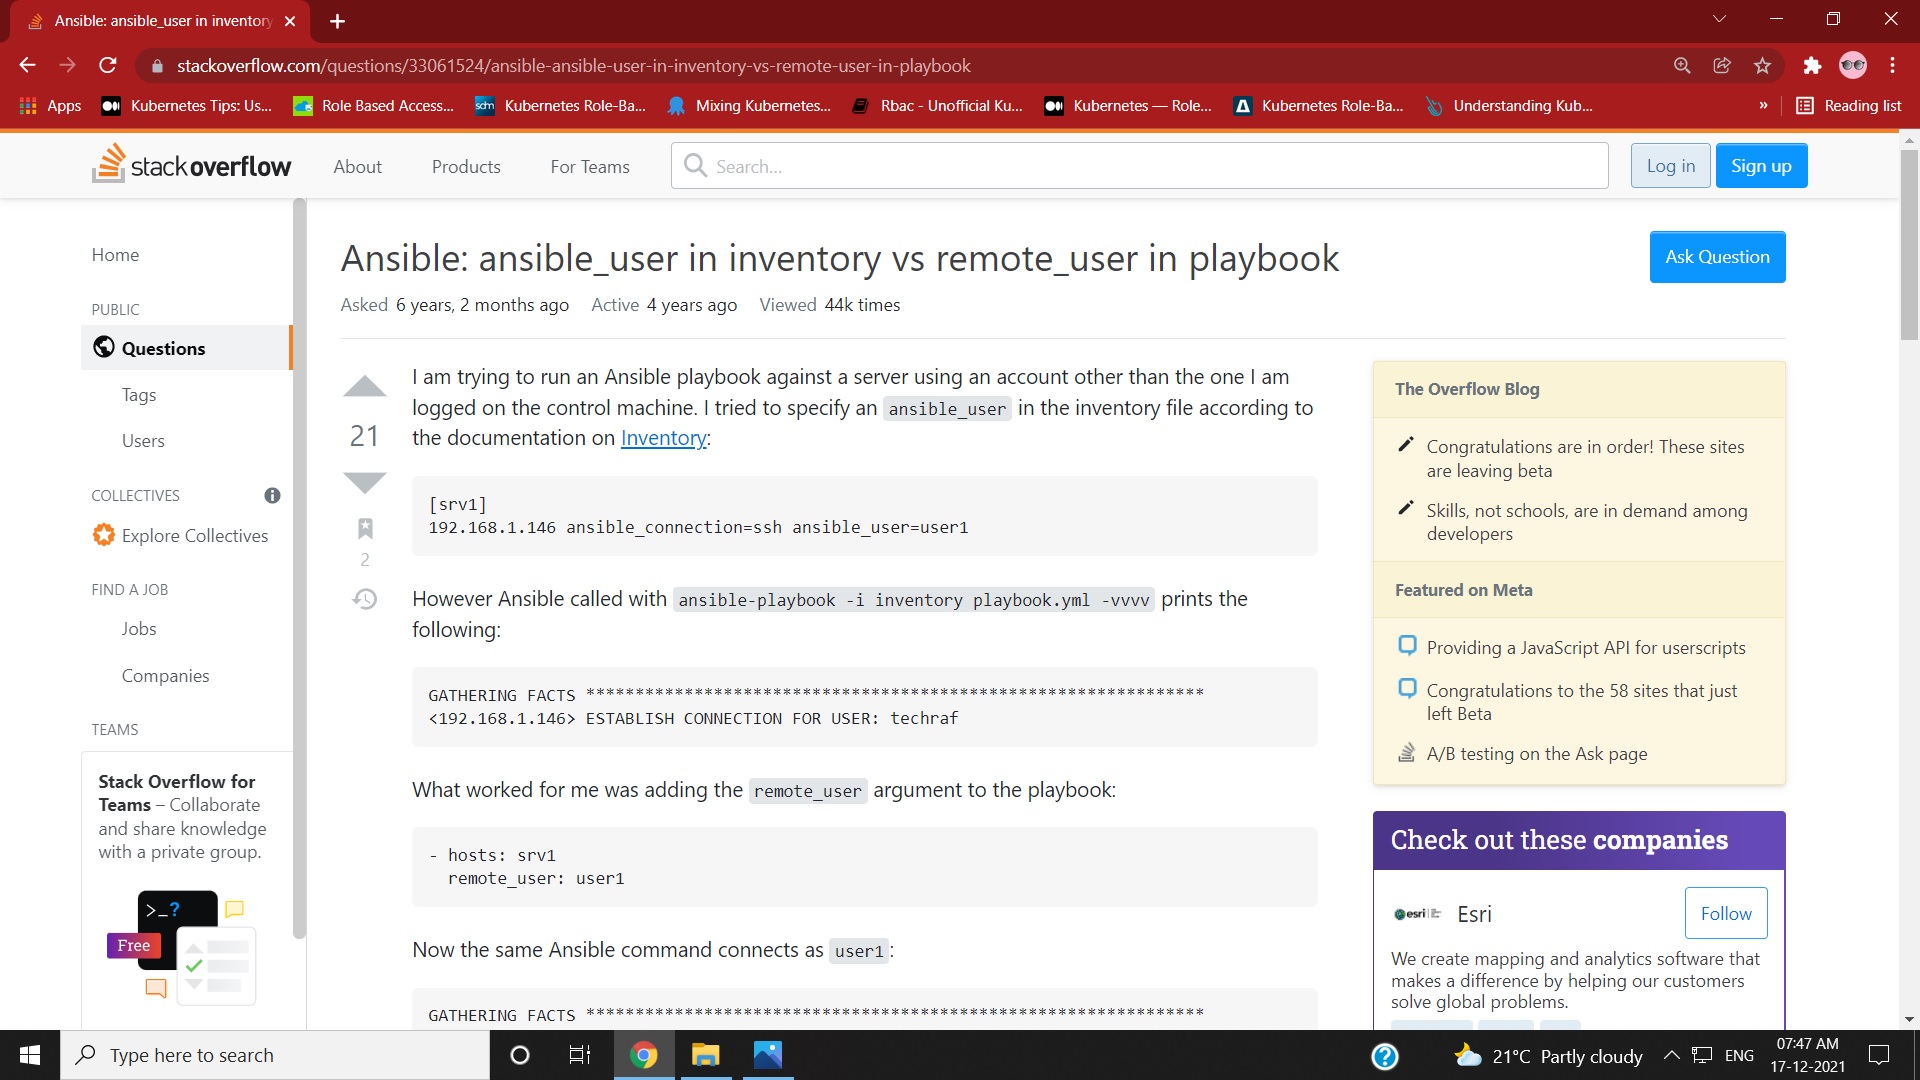 Ansible: ansible_user in inventory
stackoverflow.com/questions/33061524/ansible-ansible-user-in-inventory-vs-remote-user-in-playbook
Apps
Kubernetes Tips: Us...
Role Based Access...
sdm
Kubernetes Role-Ba...
Mixing Kubernetes...
Rbac - Unofficial Ku...
Kubernetes — Role...
Kubernetes Role-Ba...
Understanding Kub...
»
Reading list
stackoverflow
About
Products
For Teams
Search...
Log in
Sign up
Home
PUBLIC
Questions
Tags
Users
COLLECTIVES
Explore Collectives
FIND A JOB
Jobs
Companies
TEAMS
Stack Overflow for
Teams – Collaborate
and share knowledge
with a private group.
>_?
Free
Ansible: ansible_user in inventory vs remote_user in playbook
Ask Question
Asked 6 years, 2 months ago Active 4 years ago Viewed 44k times
21
2
I am trying to run an Ansible playbook against a server using an account other than the one I am
logged on the control machine. I tried to specify an ansible_user in the inventory file according to
the documentation on Inventory:
[srv1]
192.168.1.146 ansible_connection=ssh ansible_user=user1
However Ansible called with ansible-playbook -i inventory playbook.yml -vvvv prints the
following:
GATHERING FACTS ***************************************************************
<192.168.1.146> ESTABLISH CONNECTION FOR USER: techraf
What worked for me was adding the remote_user argument to the playbook:
- hosts: srv1
  remote_user: user1
Now the same Ansible command connects as user1:
GATHERING FACTS ***************************************************************
The Overflow Blog
Congratulations are in order! These sites
are leaving beta
Skills, not schools, are in demand among
developers
Featured on Meta
Providing a JavaScript API for userscripts
Congratulations to the 58 sites that just
left Beta
A/B testing on the Ask page
Check out these companies
esri
Esri
Follow
We create mapping and analytics software that
makes a difference by helping our customers
solve global problems.
Type here to search
21°C Partly cloudy
ENG
07:47 AM
17-12-2021